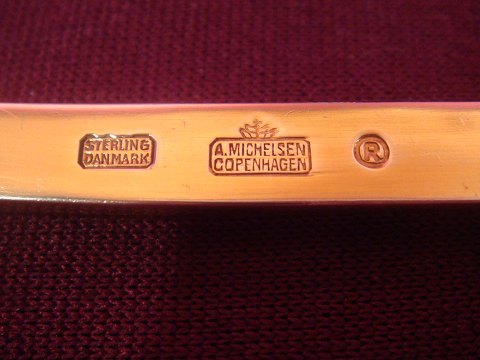 STERLING
DANMARK
A.MICHELSEN
COPENHAGEN
®